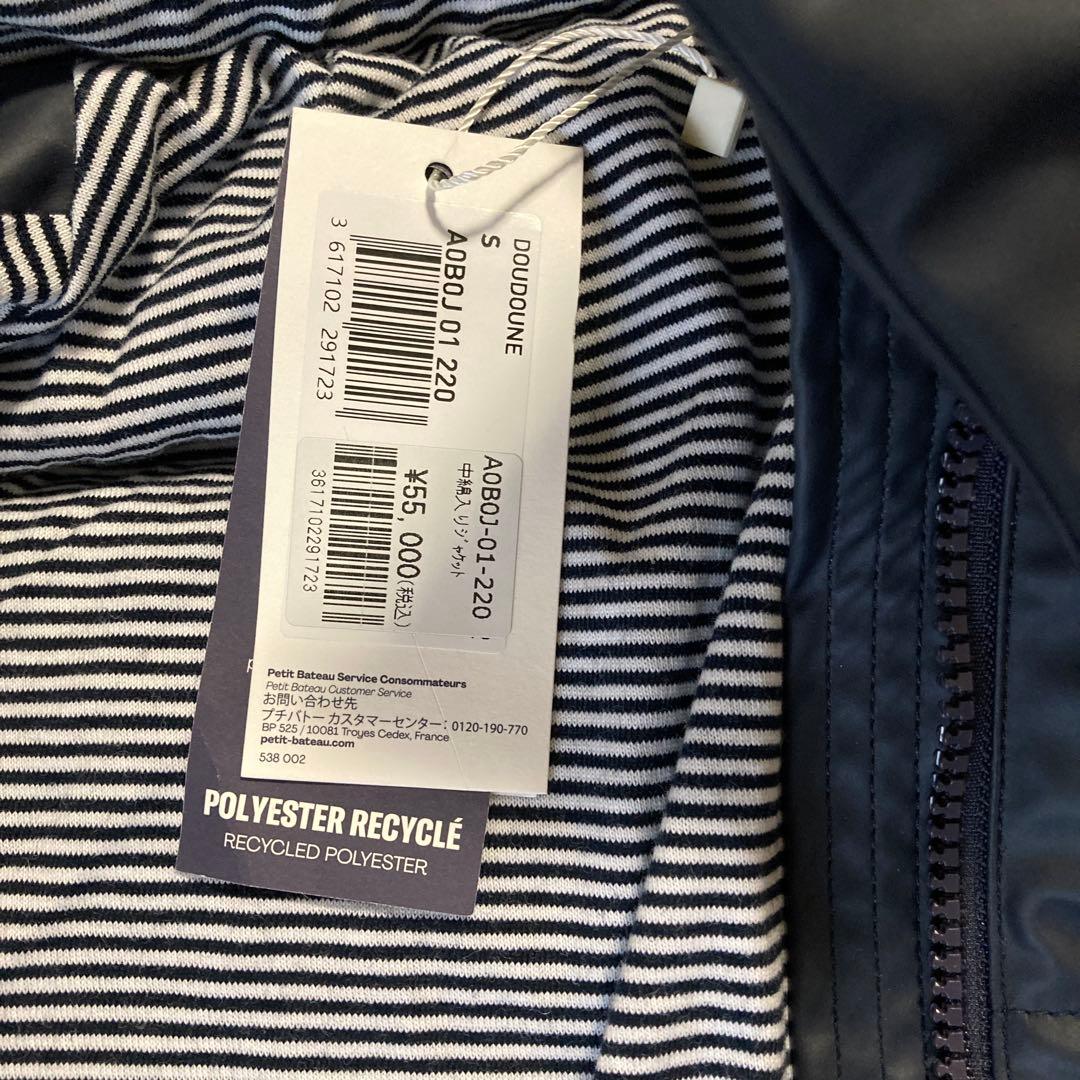 DOUDOUNE
S
A0B0J 01 220
3 617102 291723
A0B0J-01-220
中綿入りジャケット
¥55,000(税込)
3617102291723
Petit Bateau Service Consommateurs
Petit Bateau Customer Service
お問い合わせ先
プチバトー カスタマーセンター: 0120-190-770
BP 525 / 10081 Troyes Cedex, France
petit-bateau.com
538 002
POLYESTER RECYCLÉ
RECYCLED POLYESTER